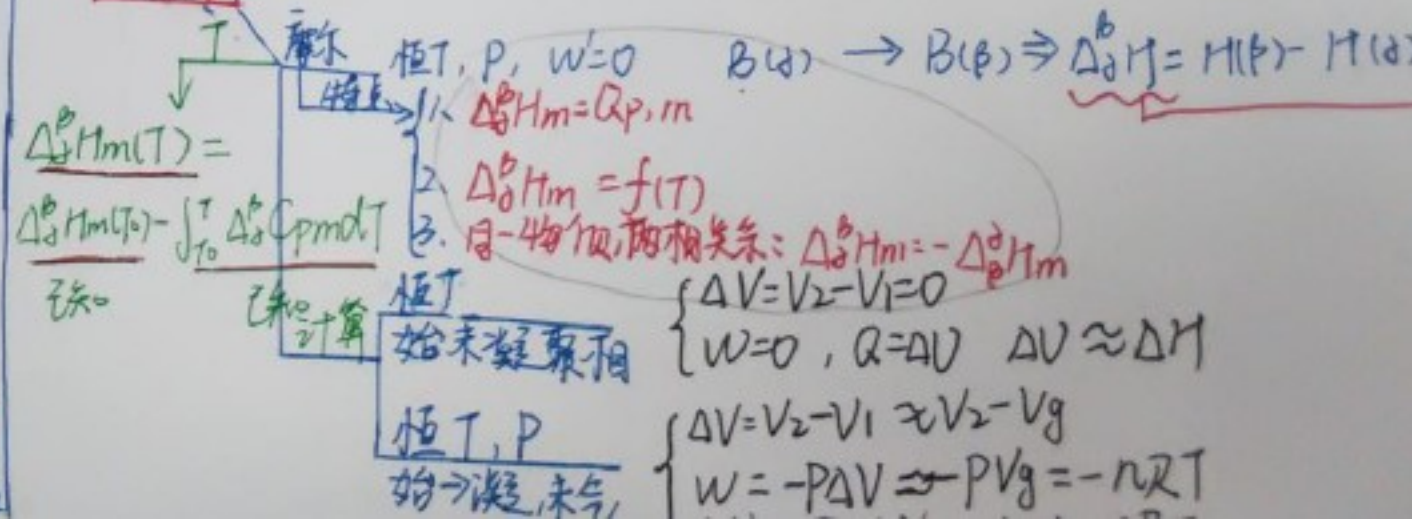 T
摩尔
恒T, P, W'=0 B(α) → B(β) ⇒ Δ_α^β H = H(β) - H(α)
特点
1、Δ_α^β Hm = Qp,m
2、Δ_α^β Hm = f(T)
3、同一物质,两相关系: Δ_α^β Hm = -Δ_β^α Hm
Δ_α^β Hm(T) =
Δ_α^β Hm(T₀) - ∫_{T₀}^{T} Δ_α^β Cpm dT
已知
已知 计算
恒T
始末凝聚相
ΔV=V₂-V₁=0
W=0, Q=ΔU ΔU≈ΔH
恒T, P
始→凝,末气
ΔV=V₂-V₁≈V₂-Vg
W=-PΔV≈-PVg=-nRT